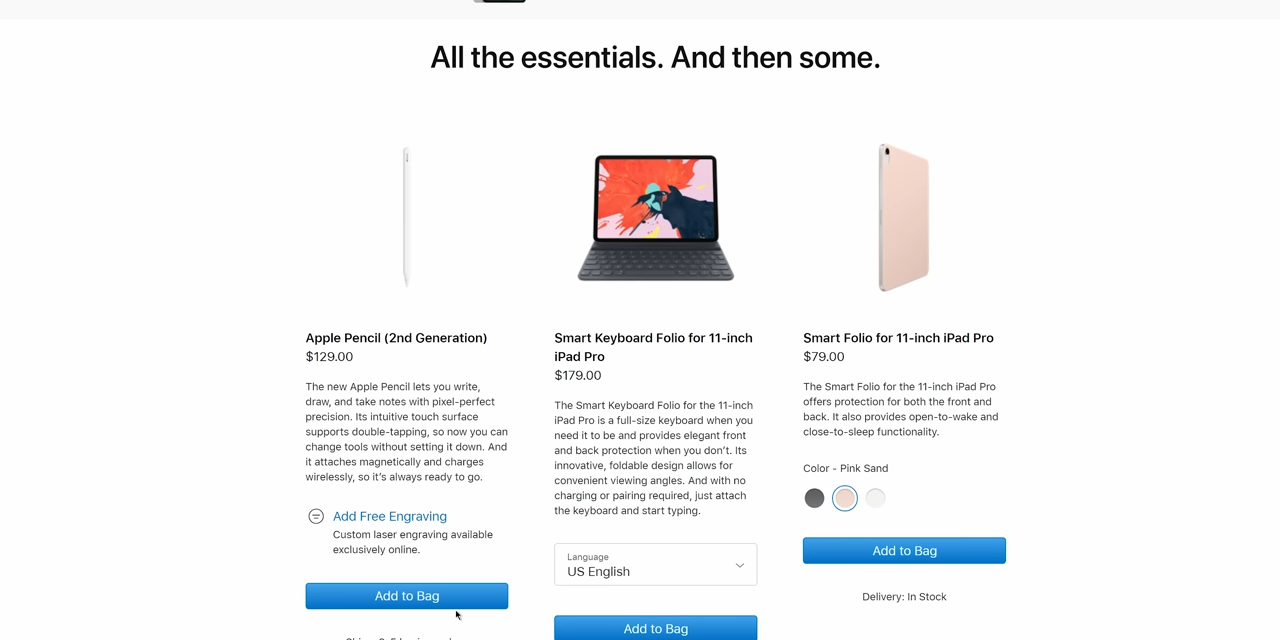 All the essentials. And then some.
Apple Pencil (2nd Generation)
$129.00
The new Apple Pencil lets you write,
draw, and take notes with pixel-perfect
precision. Its intuitive touch surface
supports double-tapping, so now you can
change tools without setting it down. And
it attaches magnetically and charges
wirelessly, so it's always ready to go.
Add Free Engraving
Custom laser engraving available
exclusively online.
Add to Bag
Smart Keyboard Folio for 11-inch
iPad Pro
$179.00
The Smart Keyboard Folio for the 11-inch
iPad Pro is a full-size keyboard when you
need it to be and provides elegant front
and back protection when you don't. Its
innovative, foldable design allows for
convenient viewing angles. And with no
charging or pairing required, just attach
the keyboard and start typing.
Language
US English
Add to Bag
Smart Folio for 11-inch iPad Pro
$79.00
The Smart Folio for the 11-inch iPad Pro
offers protection for both the front and
back. It also provides open-to-wake and
close-to-sleep functionality.
Color - Pink Sand
Add to Bag
Delivery: In Stock